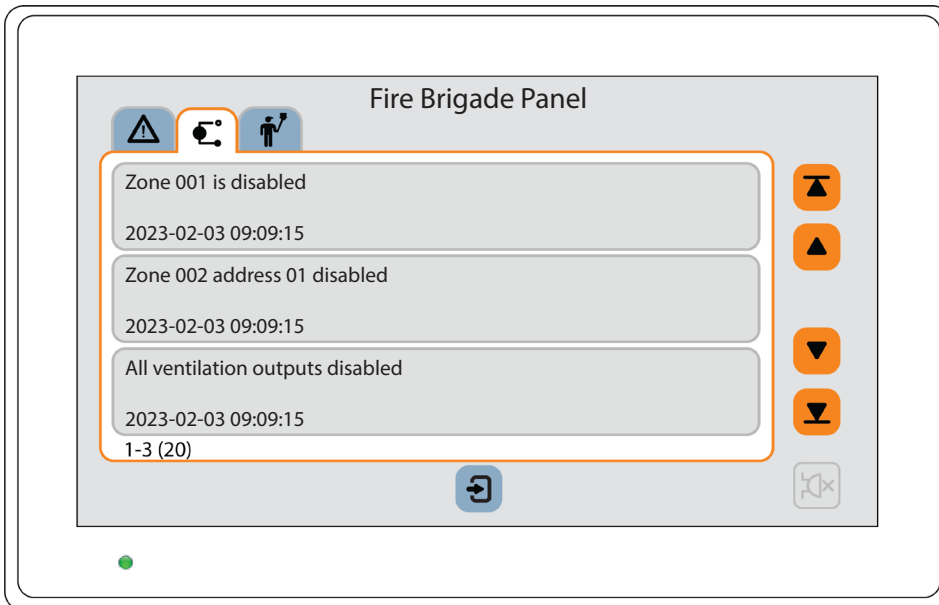 Fire Brigade Panel
Zone 001 is disabled
2023-02-03 09:09:15
Zone 002 address 01 disabled
2023-02-03 09:09:15
All ventilation outputs disabled
2023-02-03 09:09:15
1-3 (20)